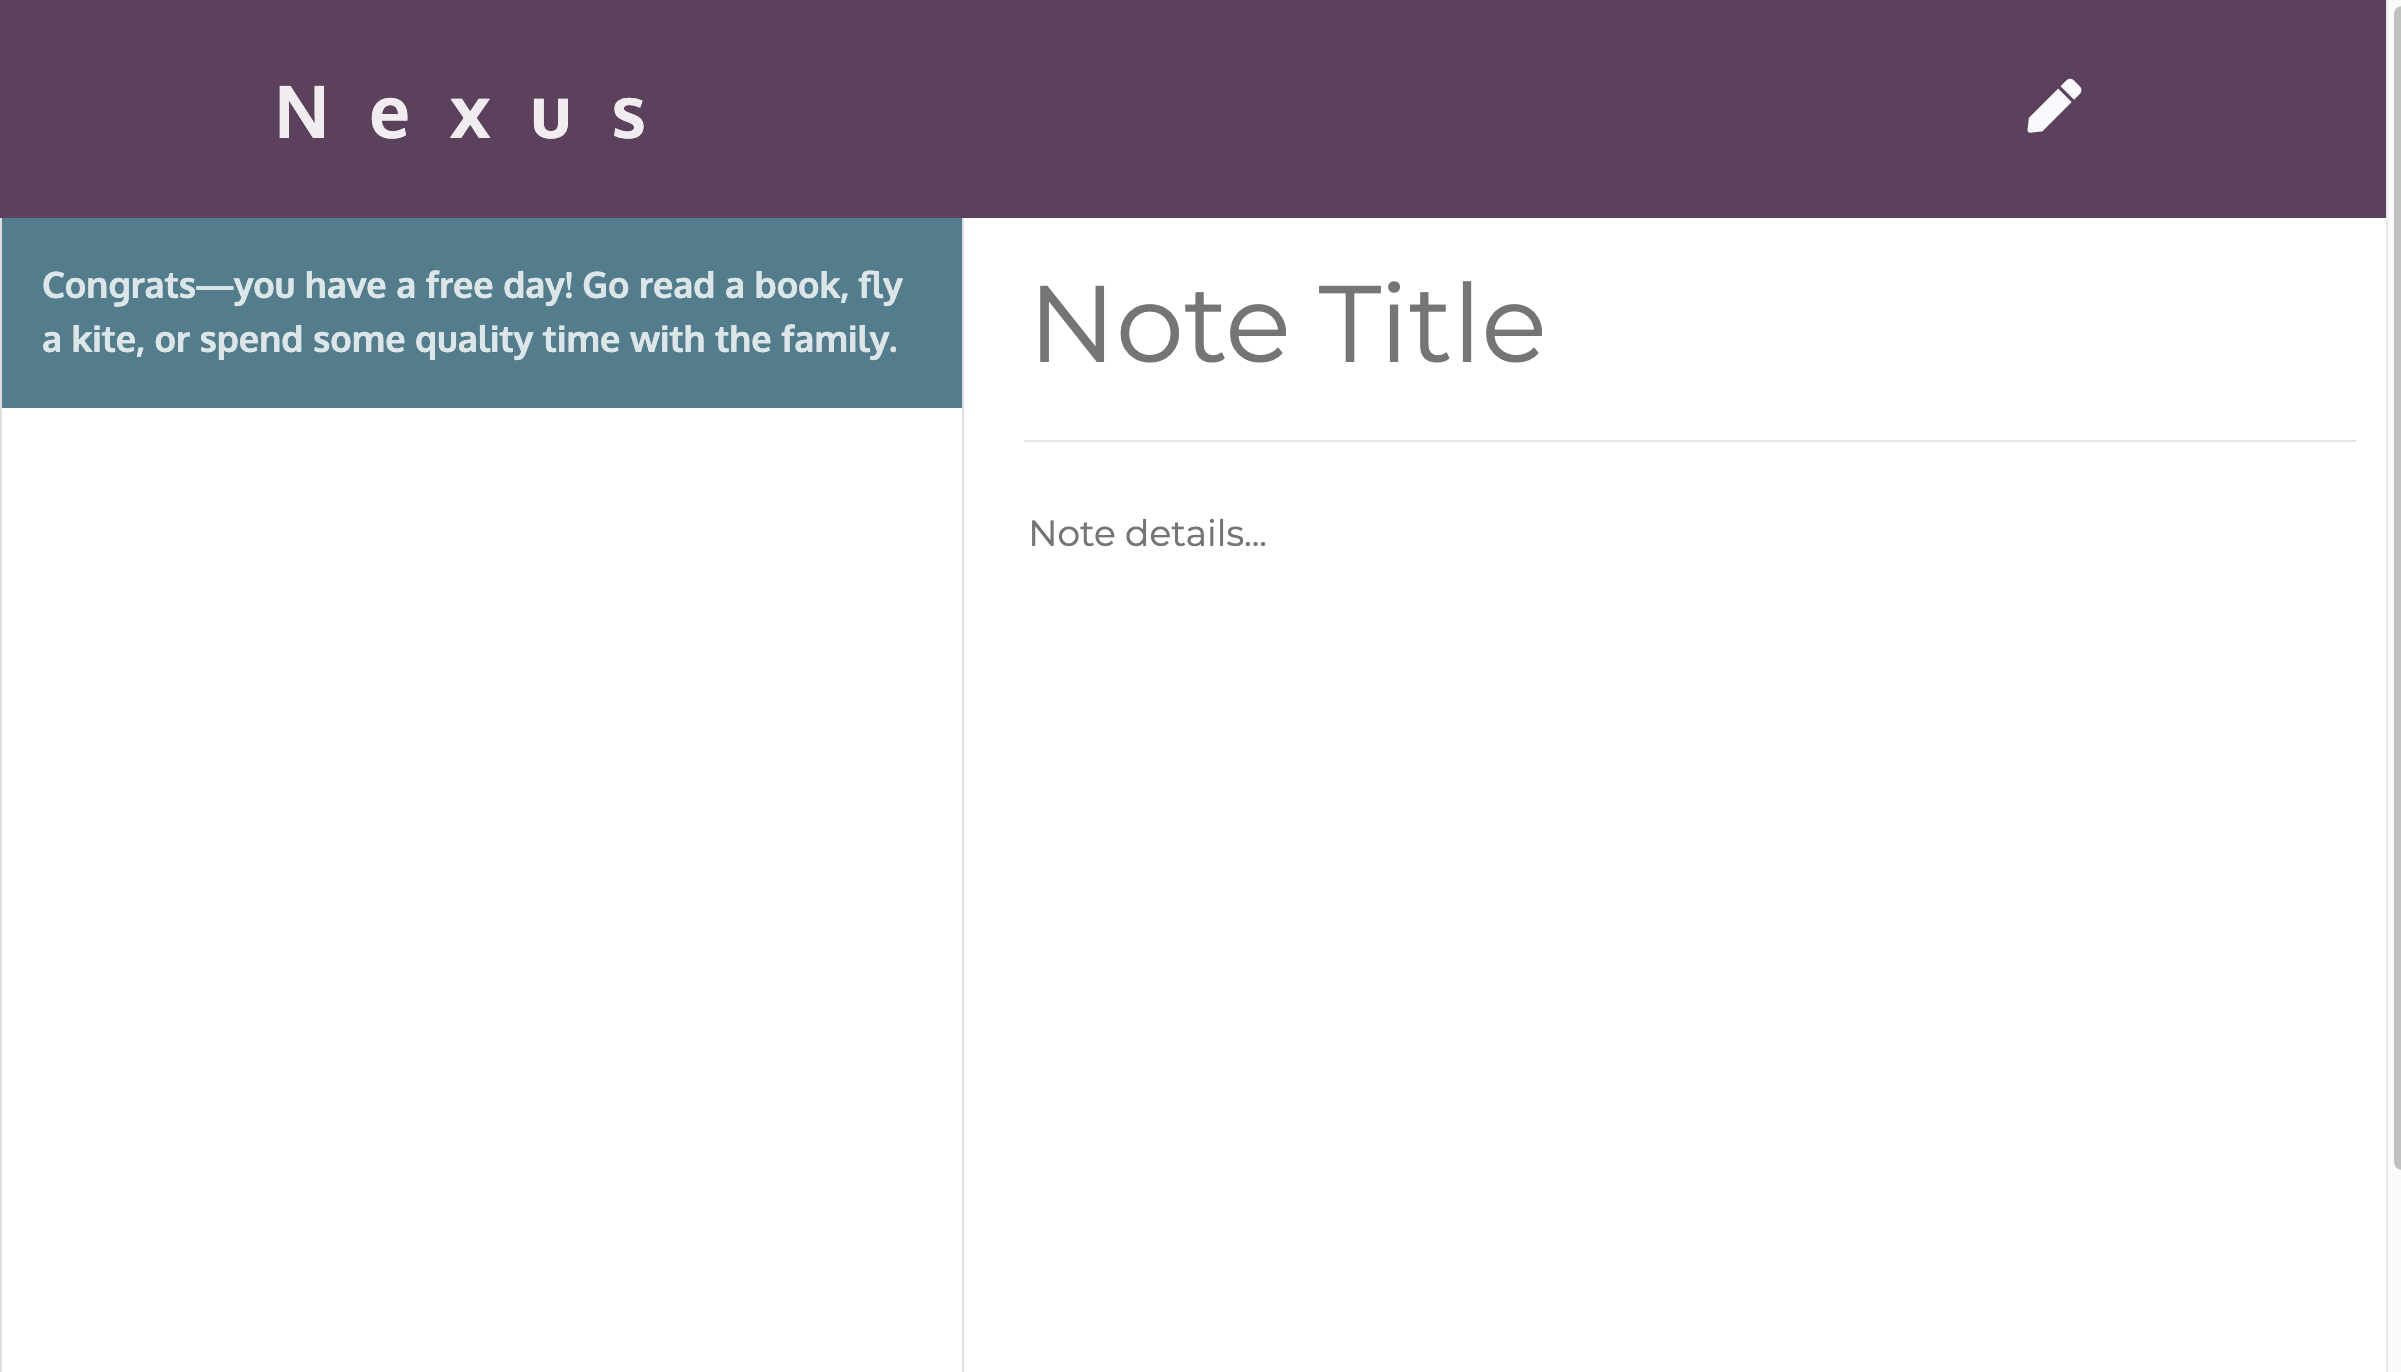 Nexus
Congrats—you have a free day! Go read a book, fly
a kite, or spend some quality time with the family.
Note Title
Note details...